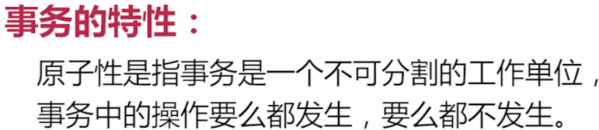 事务的特性：
原子性是指事务是一个不可分割的工作单位，
事务中的操作要么都发生，要么都不发生。